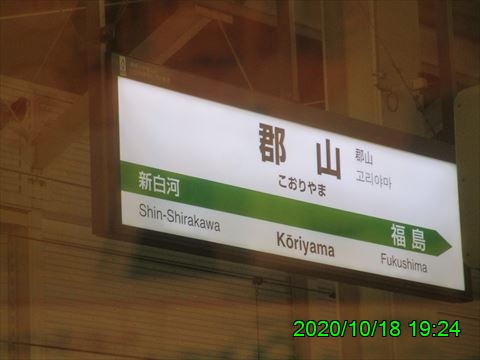 郡山
郡山
고리야마
こおりやま
新白河
福島
Shin-Shirakawa
Kōriyama
Fukushima
2020/10/18 19:24